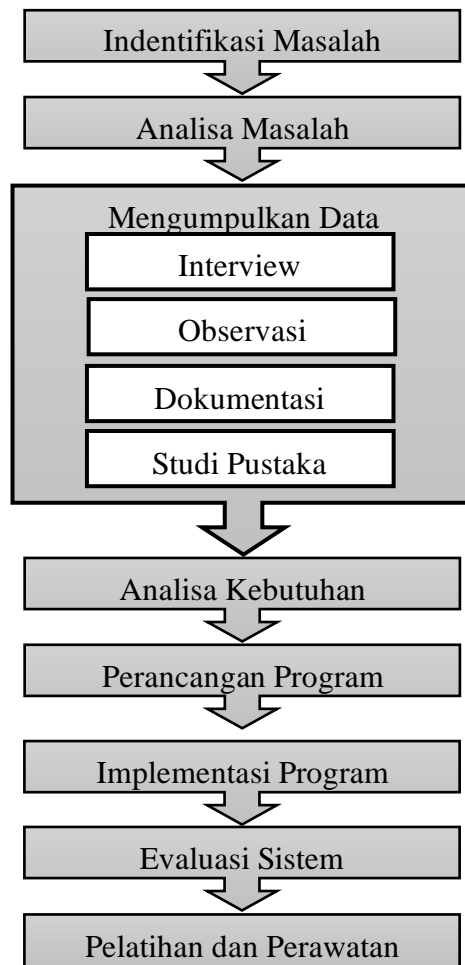 Indentifikasi Masalah
Analisa Masalah
Mengumpulkan Data
Interview
Observasi
Dokumentasi
Studi Pustaka
Analisa Kebutuhan
Perancangan Program
Implementasi Program
Evaluasi Sistem
Pelatihan dan Perawatan